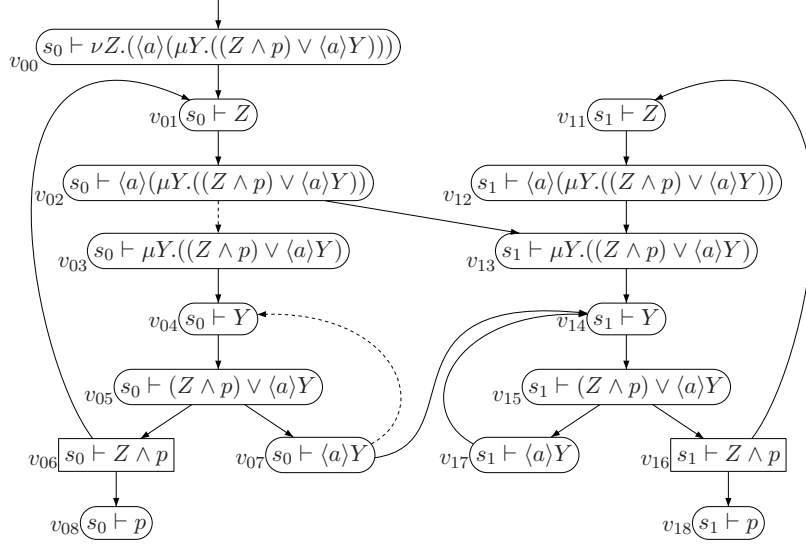 v₀₀ s₀ ⊢ νZ.(⟨a⟩(μY.((Z ∧ p) ∨ ⟨a⟩Y)))
v₀₁ s₀ ⊢ Z
v₁₁ s₁ ⊢ Z
v₀₂ s₀ ⊢ ⟨a⟩(μY.((Z ∧ p) ∨ ⟨a⟩Y))
v₁₂ s₁ ⊢ ⟨a⟩(μY.((Z ∧ p) ∨ ⟨a⟩Y))
v₀₃ s₀ ⊢ μY.((Z ∧ p) ∨ ⟨a⟩Y)
v₁₃ s₁ ⊢ μY.((Z ∧ p) ∨ ⟨a⟩Y)
v₀₄ s₀ ⊢ Y
v₁₄ s₁ ⊢ Y
v₀₅ s₀ ⊢ (Z ∧ p) ∨ ⟨a⟩Y
v₁₅ s₁ ⊢ (Z ∧ p) ∨ ⟨a⟩Y
v₀₆ s₀ ⊢ Z ∧ p
v₀₇ s₀ ⊢ ⟨a⟩Y
v₁₇ s₁ ⊢ ⟨a⟩Y
v₁₆ s₁ ⊢ Z ∧ p
v₀₈ s₀ ⊢ p
v₁₈ s₁ ⊢ p